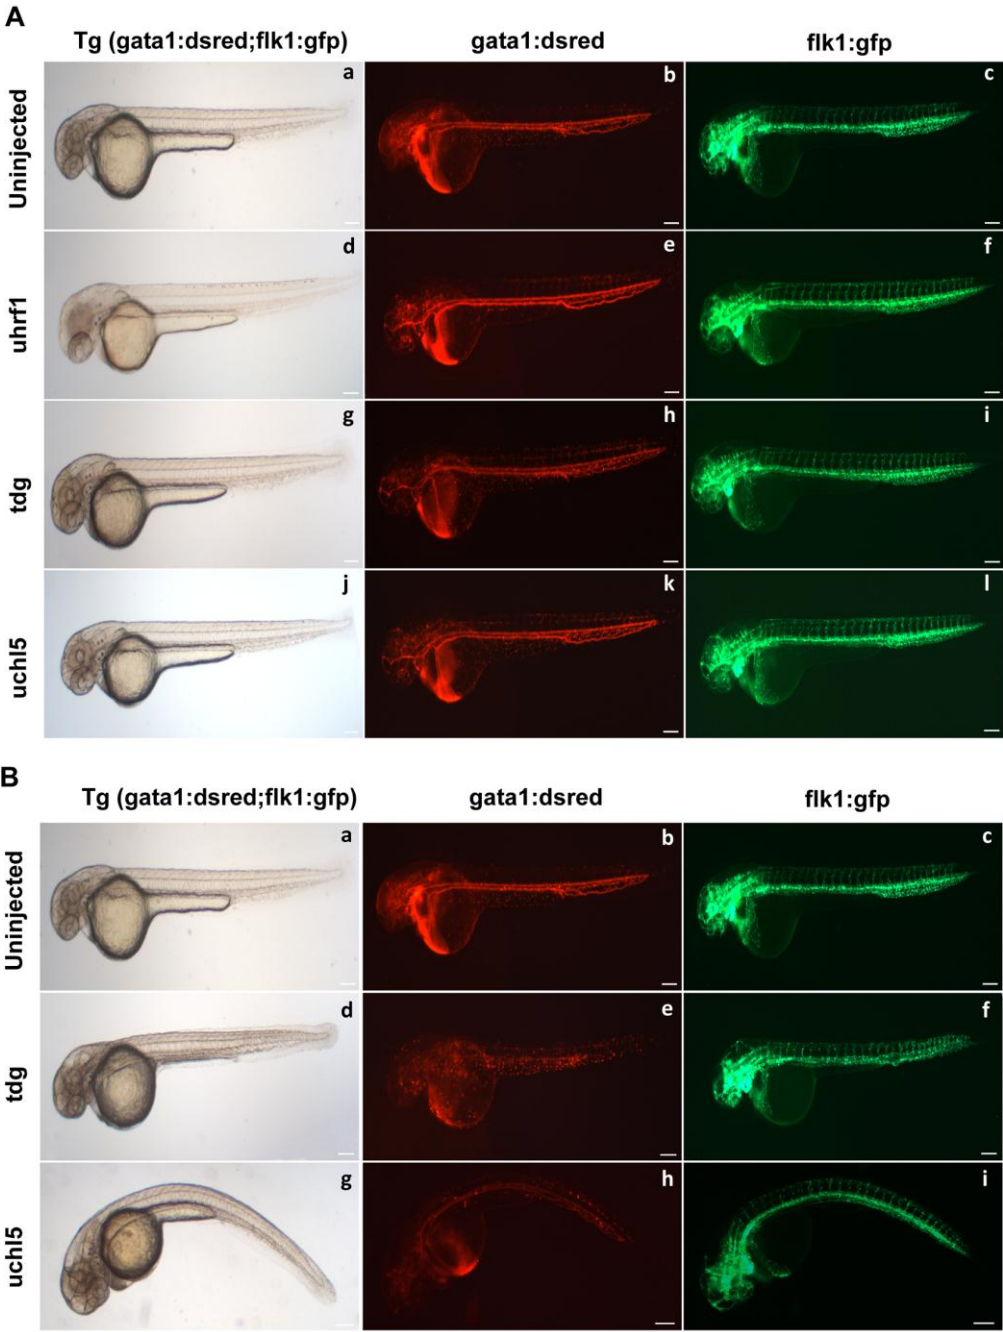 A
Tg (gata1:dsred;flk1:gfp) gata1:dsred flk1:gfp
Uninjected a b c
uhrf1 d e f
tdg g h i
uchl5 j k l
B
Tg (gata1:dsred;flk1:gfp) gata1:dsred flk1:gfp
Uninjected a b c
tdg d e f
uchl5 g h i